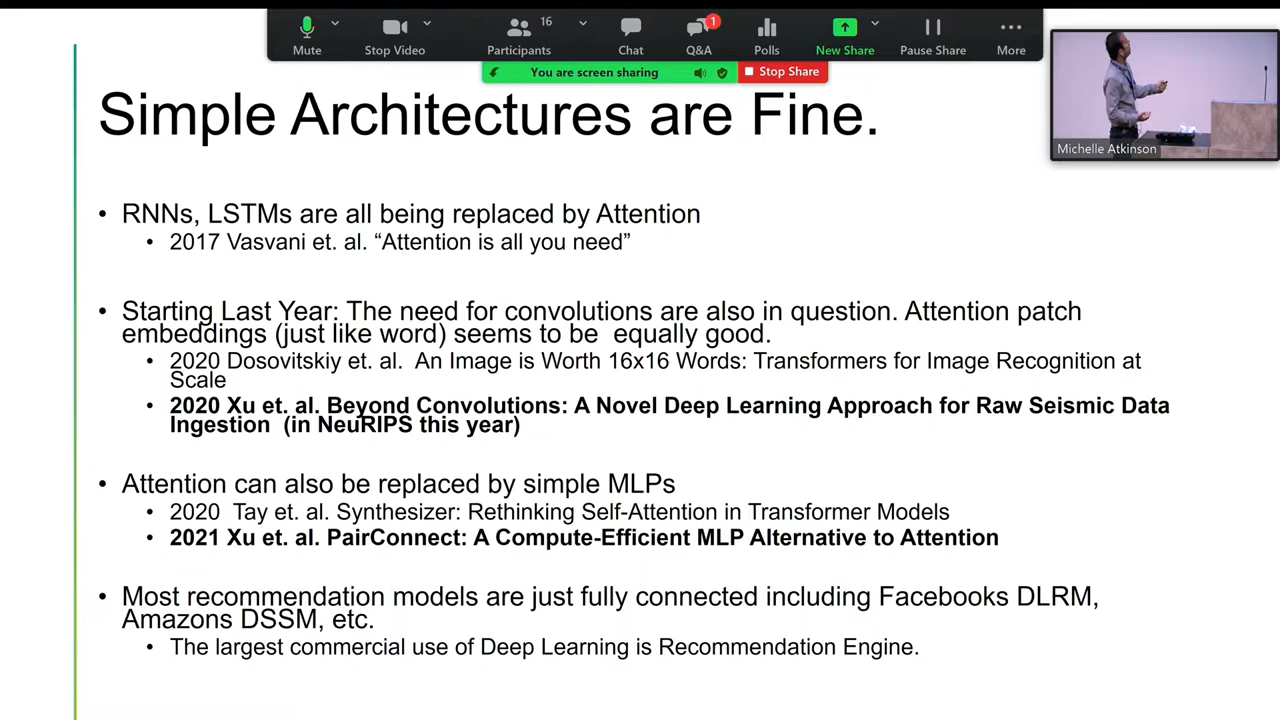 16
1
Mute
Stop Video
Participants
Chat
Q&A
Polls
New Share
Pause Share
More
You are screen sharing
Stop Share
Michelle Atkinson
Simple Architectures are Fine.
• RNNs, LSTMs are all being replaced by Attention
• 2017 Vasvani et. al. “Attention is all you need”
• Starting Last Year: The need for convolutions are also in question. Attention patch
embeddings (just like word) seems to be equally good.
• 2020 Dosovitskiy et. al. An Image is Worth 16x16 Words: Transformers for Image Recognition at
Scale
• 2020 Xu et. al. Beyond Convolutions: A Novel Deep Learning Approach for Raw Seismic Data
Ingestion (in NeuRIPS this year)
• Attention can also be replaced by simple MLPs
• 2020 Tay et. al. Synthesizer: Rethinking Self-Attention in Transformer Models
• 2021 Xu et. al. PairConnect: A Compute-Efficient MLP Alternative to Attention
• Most recommendation models are just fully connected including Facebooks DLRM,
Amazons DSSM, etc.
• The largest commercial use of Deep Learning is Recommendation Engine.